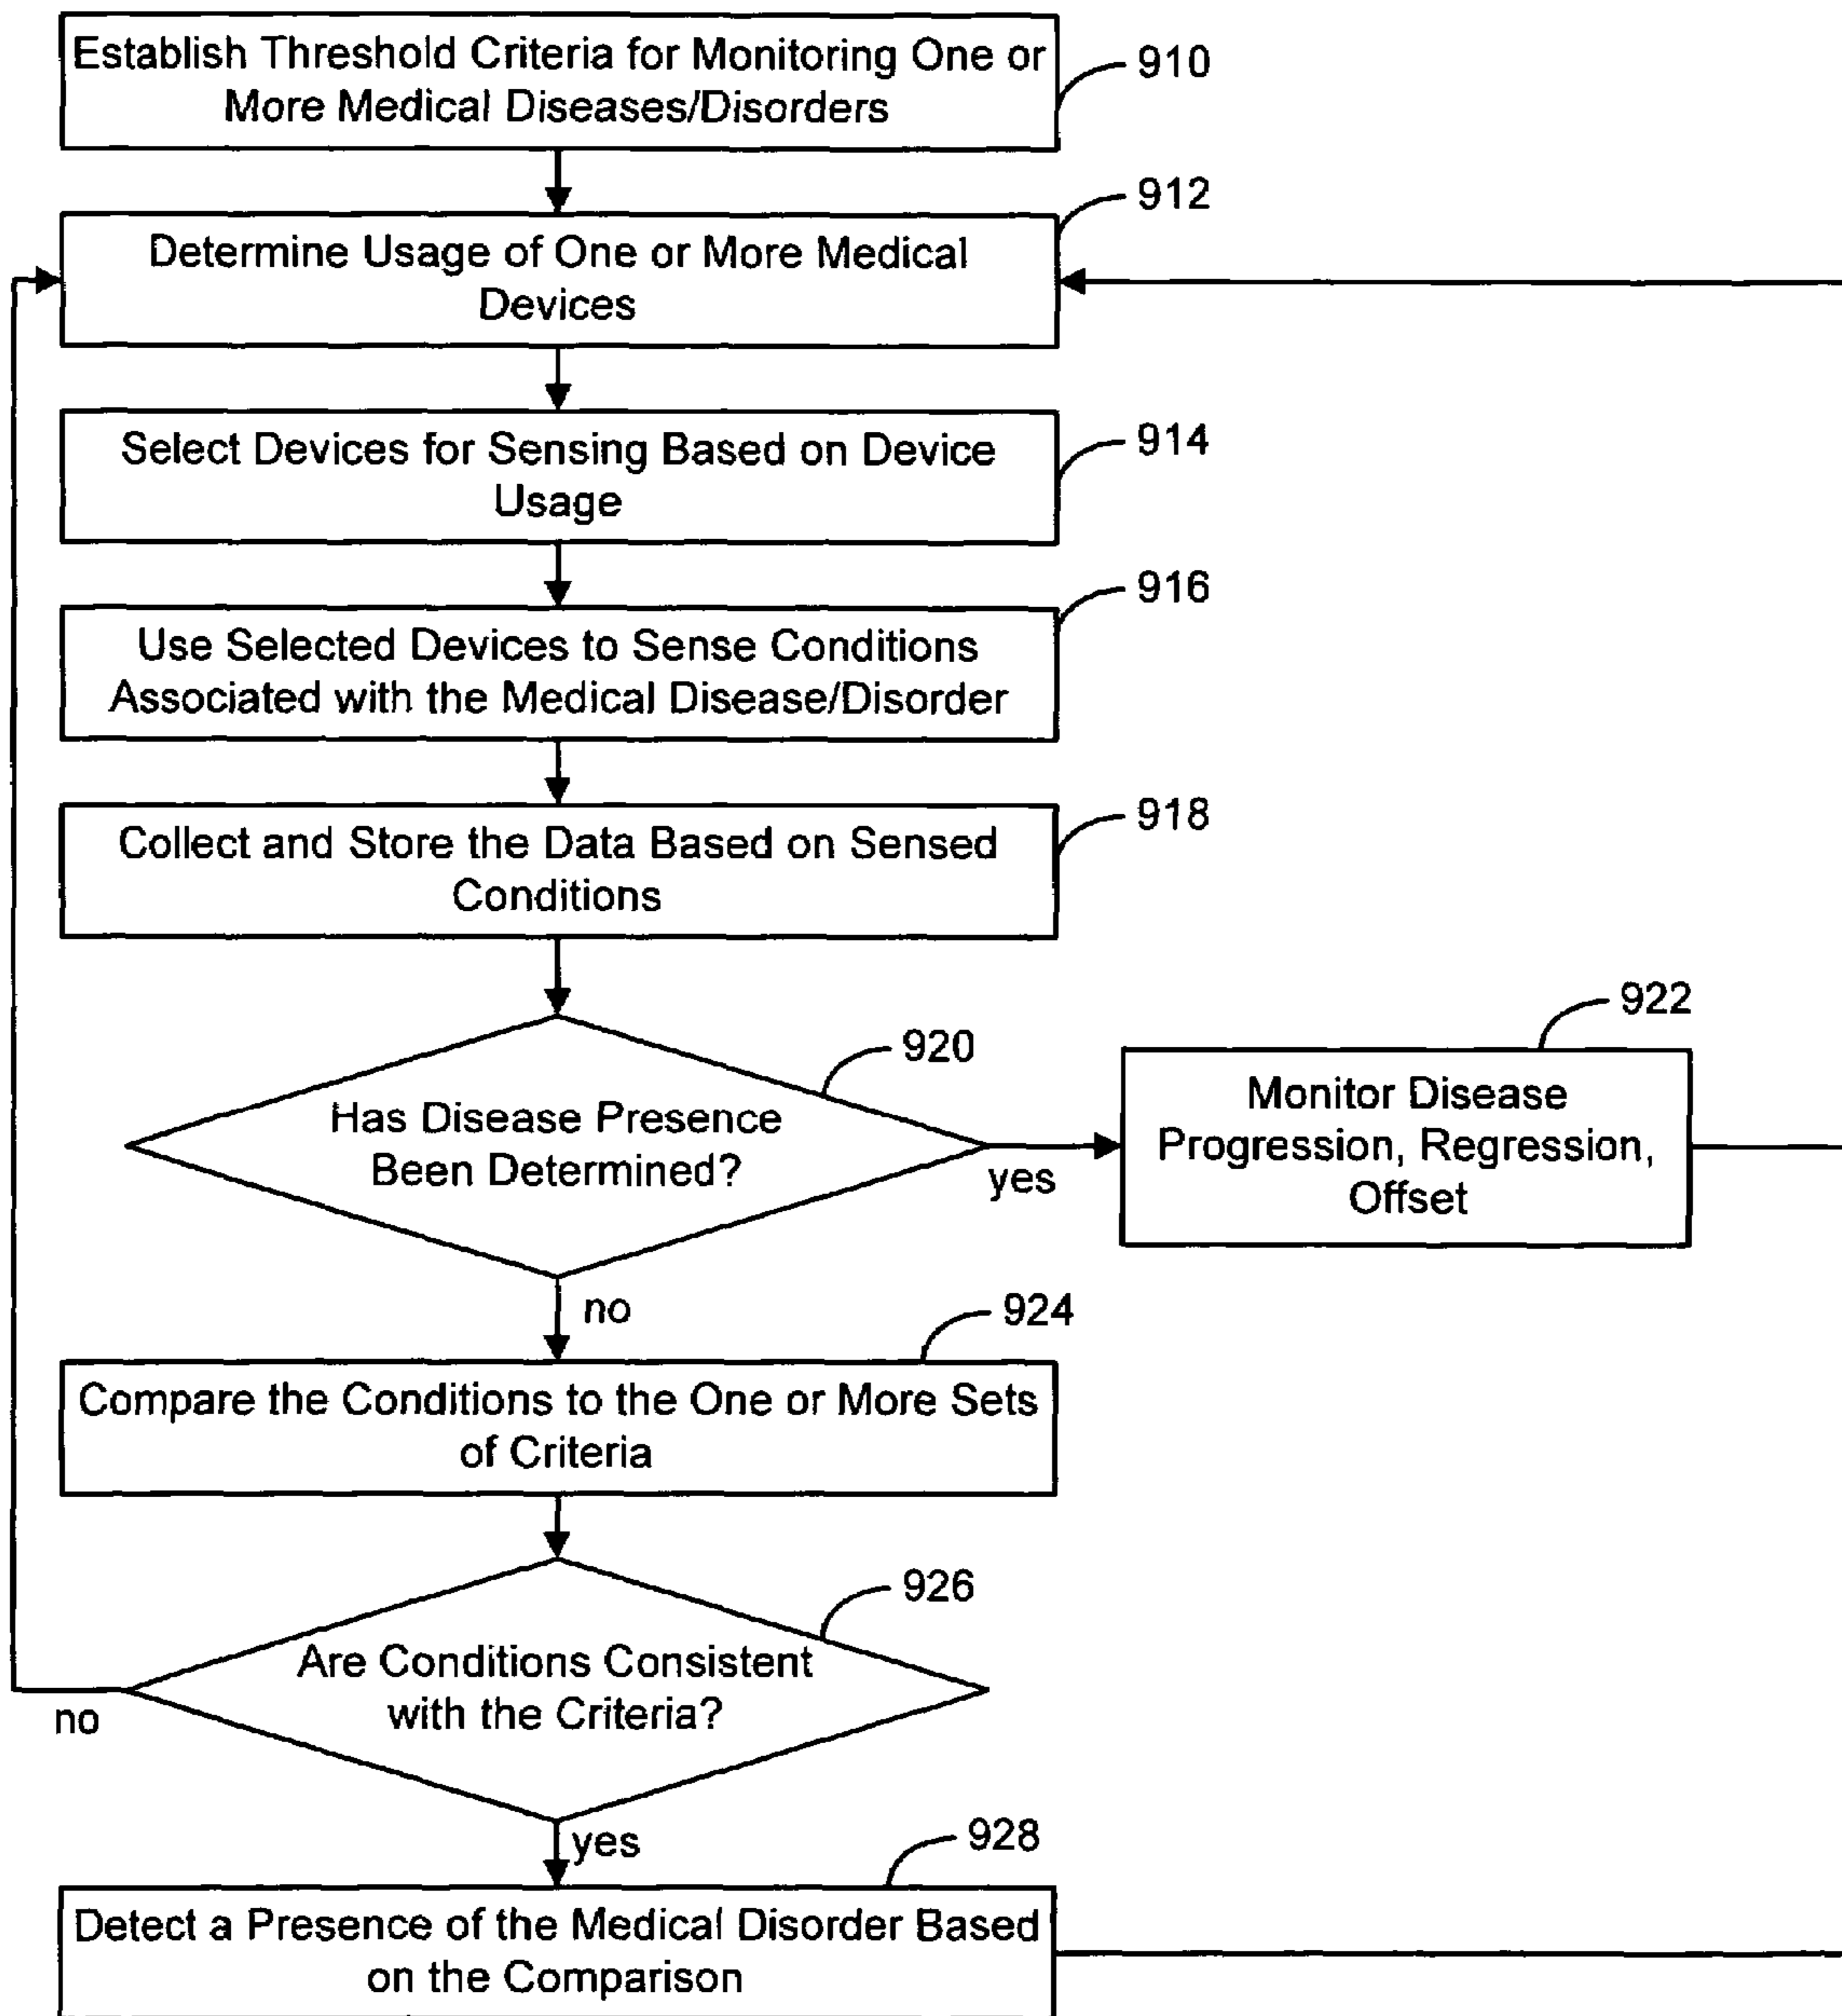 Establish Threshold Criteria for Monitoring One or
More Medical Diseases/Disorders
910
912
Determine Usage of One or More Medical
Devices
Select Devices for Sensing Based on Device
Usage
914
916
Use Selected Devices to Sense Conditions
Associated with the Medical Disease/Disorder
918
Collect and Store the Data Based on Sensed
Conditions
920
Has Disease Presence
Been Determined?
yes
922
Monitor Disease
Progression, Regression,
Offset
no
924
Compare the Conditions to the One or More Sets
of Criteria
926
Are Conditions Consistent
with the Criteria?
no
yes
928
Detect a Presence of the Medical Disorder Based
on the Comparison